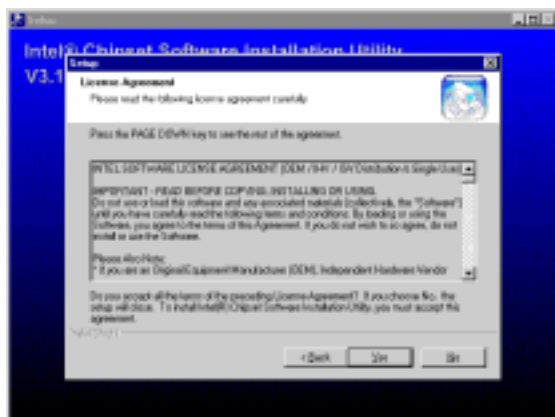 Setup
Intel® Chipset Software Installation Utility
V3.1
Setup
License Agreement
Please read the following license agreement carefully.
Press the PAGE DOWN key to see the rest of the agreement.
INTEL SOFTWARE LICENSE AGREEMENT (OEM / IHV / ISV Distribution & Single User)
IMPORTANT - READ BEFORE COPYING, INSTALLING OR USING.
Do not use or load this software and any associated materials (collectively, the "Software")
until you have carefully read the following terms and conditions. By loading or using the
Software, you agree to the terms of this Agreement. If you do not wish to so agree, do not
install or use the Software.
Please Also Note:
* If you are an Original Equipment Manufacturer (OEM), Independent Hardware Vendor
Do you accept all the terms of the preceding License Agreement? If you choose No, the
setup will close. To install Intel(R) Chipset Software Installation Utility, you must accept this
agreement.
InstallShield
< Back
Yes
No